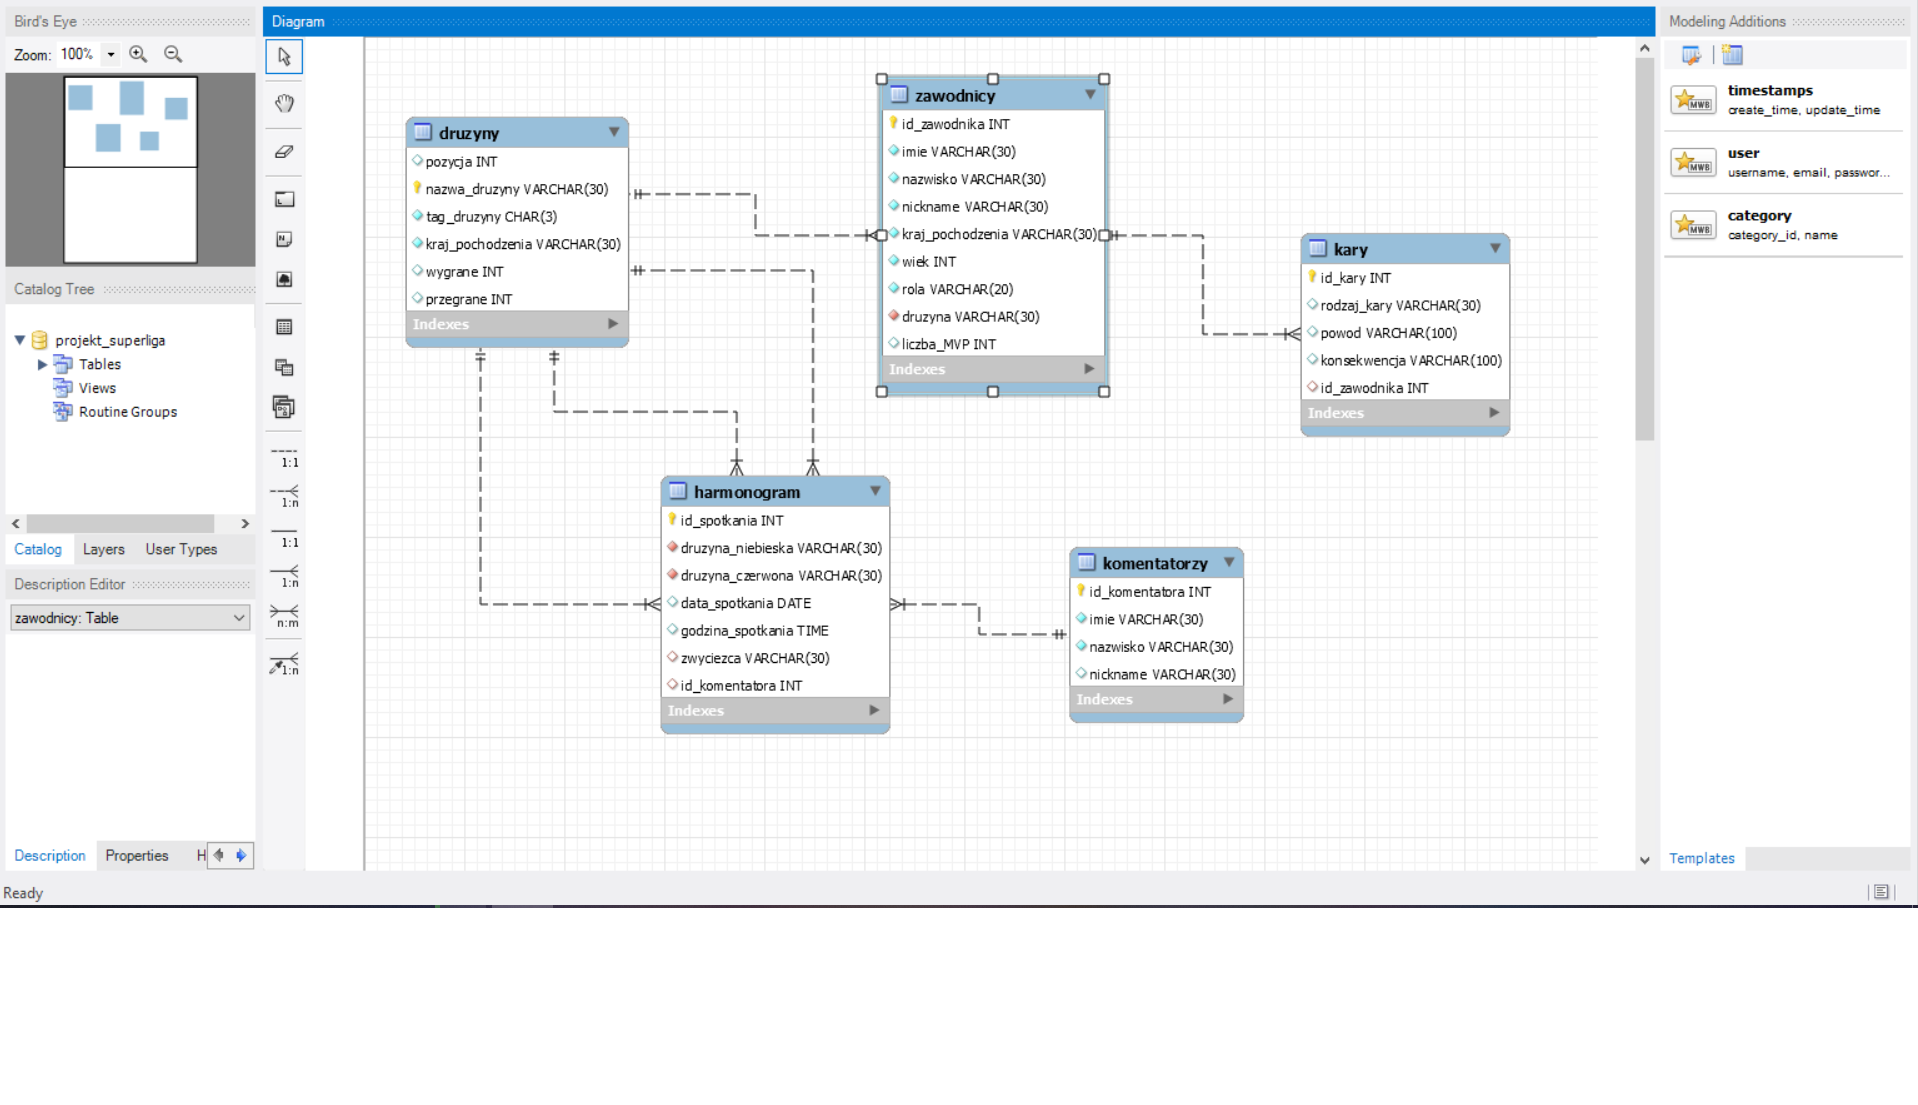 Bird's Eye
Zoom: 100%
Catalog Tree
projekt_superliga
Tables
Views
Routine Groups
Catalog Layers User Types
Description Editor
zawodnicy: Table
Description Properties H
Ready
Diagram
1:1
1:n
1:1
1:n
n:m
1:n
druzyny
pozycja INT
nazwa_druzyny VARCHAR(30)
tag_druzyny CHAR(3)
kraj_pochodzenia VARCHAR(30)
wygrane INT
przegrane INT
Indexes
zawodnicy
id_zawodnika INT
imie VARCHAR(30)
nazwisko VARCHAR(30)
nickname VARCHAR(30)
kraj_pochodzenia VARCHAR(30)
wiek INT
rola VARCHAR(20)
druzyna VARCHAR(30)
liczba_MVP INT
Indexes
kary
id_kary INT
rodzaj_kary VARCHAR(30)
powod VARCHAR(100)
konsekwencja VARCHAR(100)
id_zawodnika INT
Indexes
harmonogram
id_spotkania INT
druzyna_niebieska VARCHAR(30)
druzyna_czerwona VARCHAR(30)
data_spotkania DATE
godzina_spotkania TIME
zwyciezca VARCHAR(30)
id_komentatora INT
Indexes
komentatorzy
id_komentatora INT
imie VARCHAR(30)
nazwisko VARCHAR(30)
nickname VARCHAR(30)
Indexes
Modeling Additions
MWB
timestamps
create_time, update_time
MWB
user
username, email, passwor...
MWB
category
category_id, name
Templates